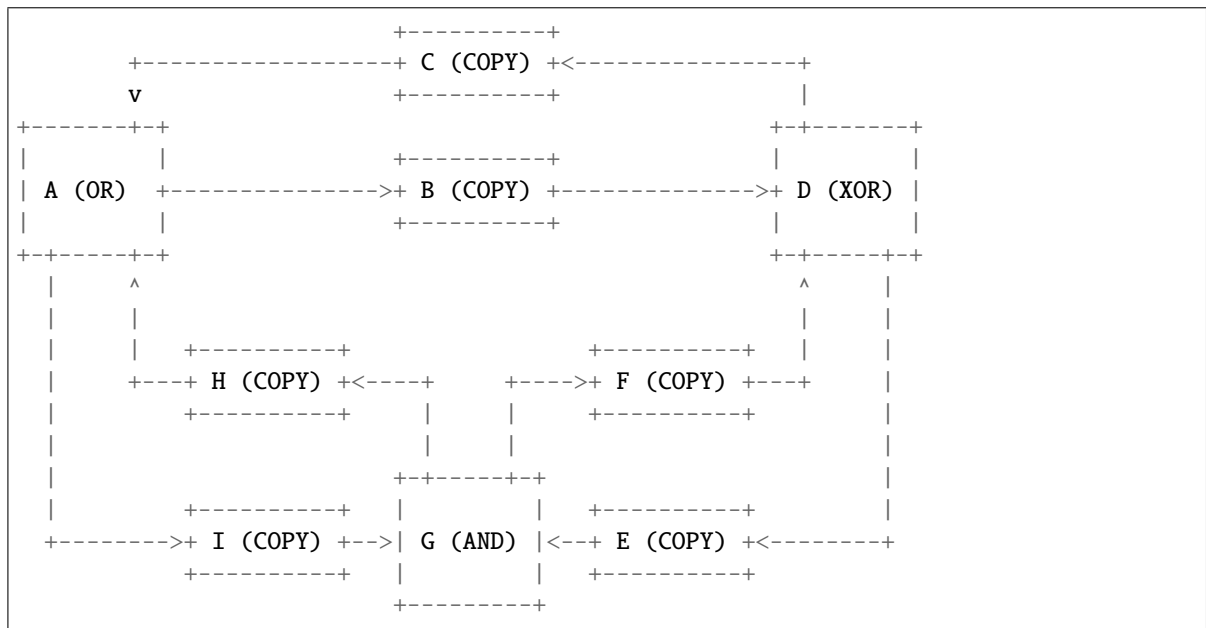 +----------+
        +-------------------+ C (COPY) +<-----------------+
        v                   +----------+                  |
+-------+-+                                             +-+-------+
|         |                 +----------+                |         |
| A (OR)  +---------------->+ B (COPY) +--------------->+ D (XOR) |
|         |                 +----------+                |         |
+-+-----+-+                                             +-+-----+-+
  |     ^                                                 ^     |
  |     |                                                 |     |
  |     |   +----------+                  +----------+    |     |
  |     +---+ H (COPY) +<----+     +----->+ F (COPY) +----+     |
  |         +----------+     |     |      +----------+          |
  |                          |     |                            |
  |                        +-+-----+-+                          |
  |         +----------+   |         |    +----------+          |
  +-------->+ I (COPY) +-->| G (AND) |<---+ E (COPY) +<---------+
            +----------+   |         |    +----------+
                           +---------+